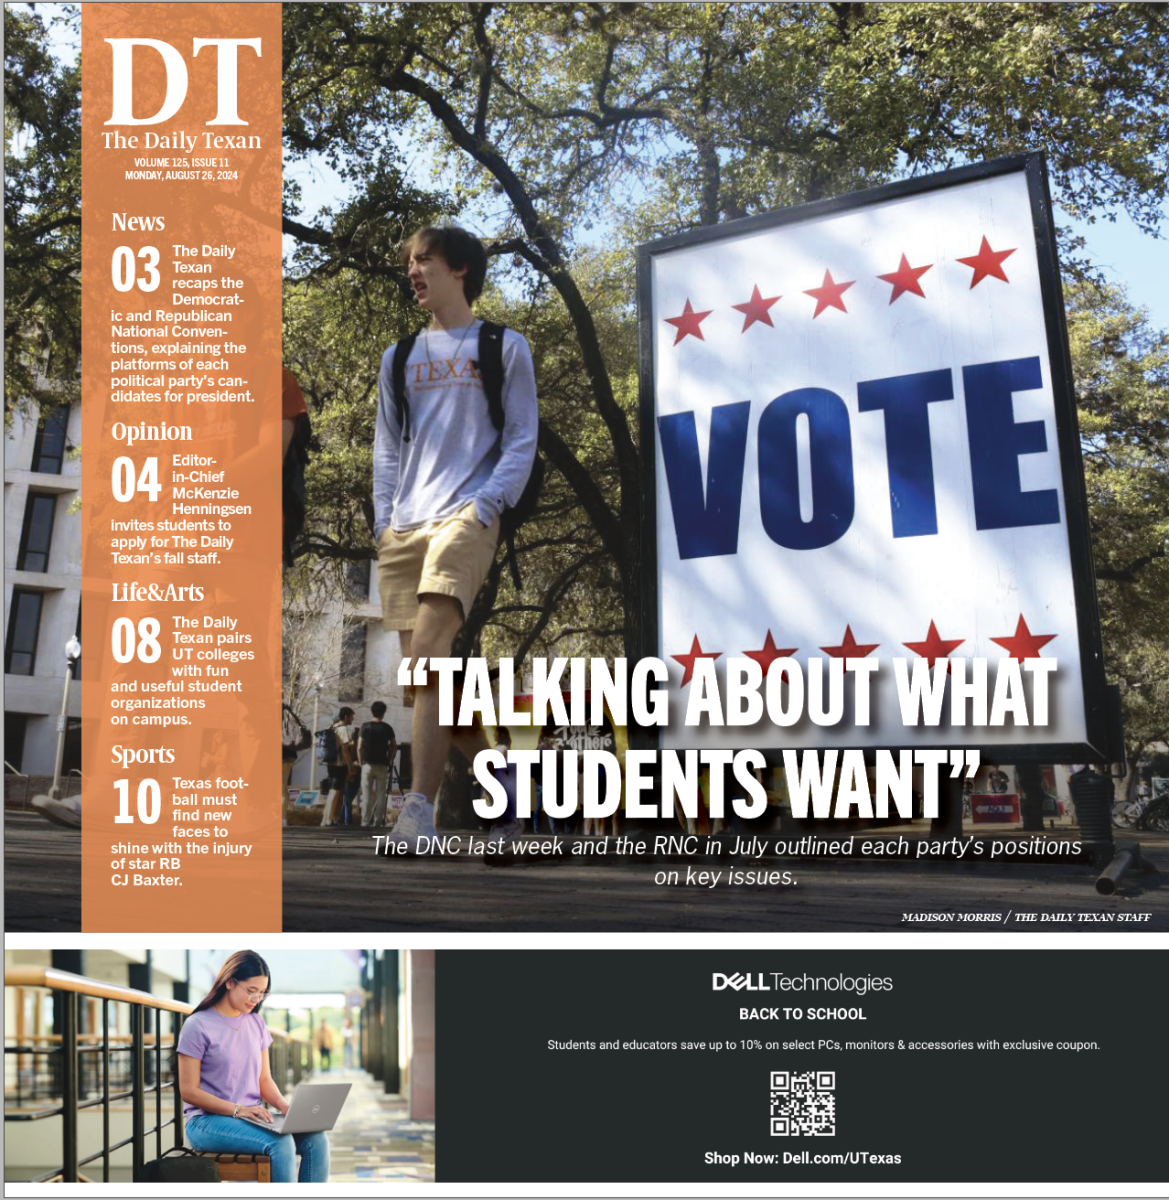 DT
The Daily Texan
VOLUME 125, ISSUE 11
MONDAY, AUGUST 26, 2024
News
03
The Daily
Texan
recaps the
Democrat-
ic and Republican
National Conven-
tions, explaining the
platforms of each
political party's can-
didates for president.
Opinion
04
Editor-
in-Chief
McKenzie
Henningsen
invites students to
apply for The Daily
Texan's fall staff.
Life&Arts
08
The Daily
Texan pairs
UT colleges
with fun
and useful student
organizations
on campus.
Sports
10
Texas foot-
ball must
find new
faces to
shine with the injury
of star RB
CJ Baxter.
TEXA
VOTE
“TALKING ABOUT WHAT
STUDENTS WANT”
The DNC last week and the RNC in July outlined each party's positions
on key issues.
MADISON MORRIS / THE DAILY TEXAN STAFF
DELL Technologies
BACK TO SCHOOL
Students and educators save up to 10% on select PCs, monitors & accessories with exclusive coupon.
Shop Now: Dell.com/UTexas